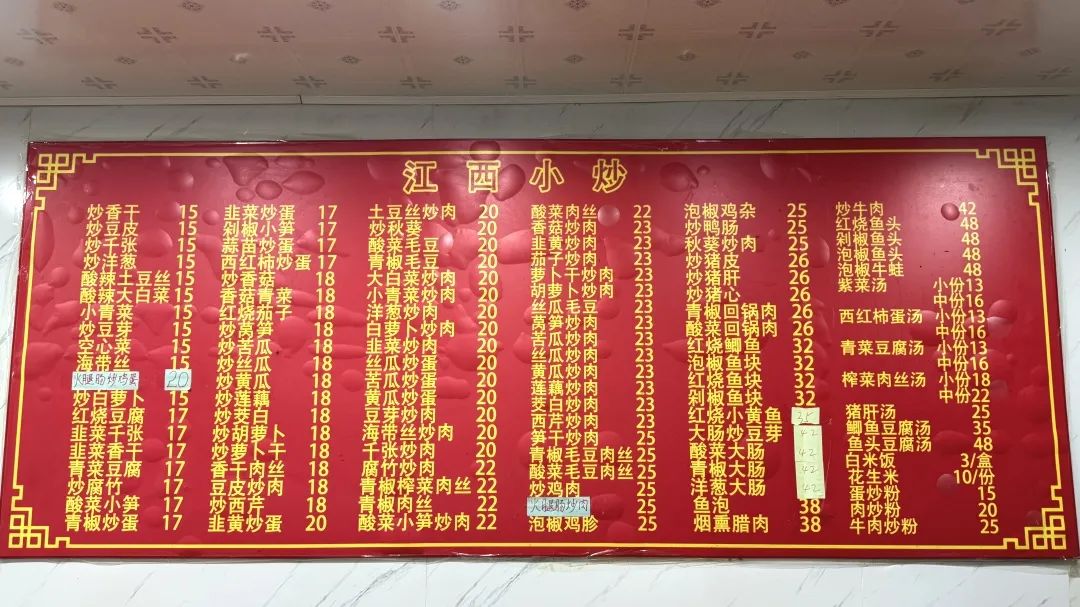 江西小炒
炒香干 15
炒豆皮 15
炒千张 15
炒洋葱 15
酸辣土豆丝 15
酸辣大白菜 15
小青菜 15
炒豆芽 15
空心菜 15
海带丝 15
火腿肠炒鸡蛋 20
炒白萝卜 15
红烧豆腐 17
韭菜千张 17
韭菜香干 17
青菜豆腐 17
炒腐竹 17
酸菜小笋 17
青椒炒蛋 17
韭菜炒蛋 17
剁椒小笋 17
蒜苗炒蛋 17
西红柿炒蛋 17
炒香菇 18
香菇青菜 18
红烧茄子 18
炒莴笋 18
炒苦瓜 18
炒丝瓜 18
炒黄瓜 18
炒莲藕 18
炒茭白 18
炒胡萝卜 18
炒萝卜干 18
香干肉丝 18
豆皮炒肉 18
炒西芹 18
韭黄炒蛋 20
土豆丝炒肉 20
炒秋葵 20
酸菜毛豆 20
青椒毛豆 20
大白菜炒肉 20
小青菜炒肉 20
洋葱炒肉 20
白萝卜炒肉 20
韭菜炒肉 20
丝瓜炒蛋 20
苦瓜炒蛋 20
黄瓜炒蛋 20
豆芽炒肉 20
海带丝炒肉 20
千张炒肉 20
腐竹炒肉 22
青椒榨菜肉丝 22
青椒肉丝 22
酸菜小笋炒肉 22
酸菜肉丝 22
香菇炒肉 23
韭黄炒肉 23
茄子炒肉 23
萝卜干炒肉 23
胡萝卜炒肉 23
丝瓜毛豆 23
莴笋炒肉 23
苦瓜炒肉 23
丝瓜炒肉 23
黄瓜炒肉 23
莲藕炒肉 23
茭白炒肉 23
西芹炒肉 23
笋子炒肉 25
青椒毛豆肉丝 25
酸菜毛豆肉丝 25
炒鸡肉 25
火腿肠炒肉 25
泡椒鸡胗 25
泡椒鸡杂 25
炒鸭肠 25
秋葵炒肉 25
炒猪皮 26
炒猪肝 26
炒猪心 26
青椒回锅肉 26
酸菜回锅肉 26
红烧鲫鱼 32
泡椒鱼块 32
红烧鱼块 32
剁椒鱼块 32
红烧小黄鱼 35
大肠炒豆芽 42
酸菜大肠 42
青椒大肠 42
洋葱大肠 42
鱼泡 38
烟熏腊肉 38
炒牛肉 42
红烧鱼头 48
剁椒鱼头 48
泡椒鱼头 48
泡椒牛蛙 48
紫菜汤 小份13
中份16
西红柿蛋汤 小份13
中份16
青菜豆腐汤 小份13
中份16
榨菜肉丝汤 小份18
中份22
猪肝汤 25
鲫鱼豆腐汤 35
鱼头豆腐汤 48
白米饭 3/盒
花生米 10/份
蛋炒粉 15
肉炒粉 20
牛肉炒粉 25